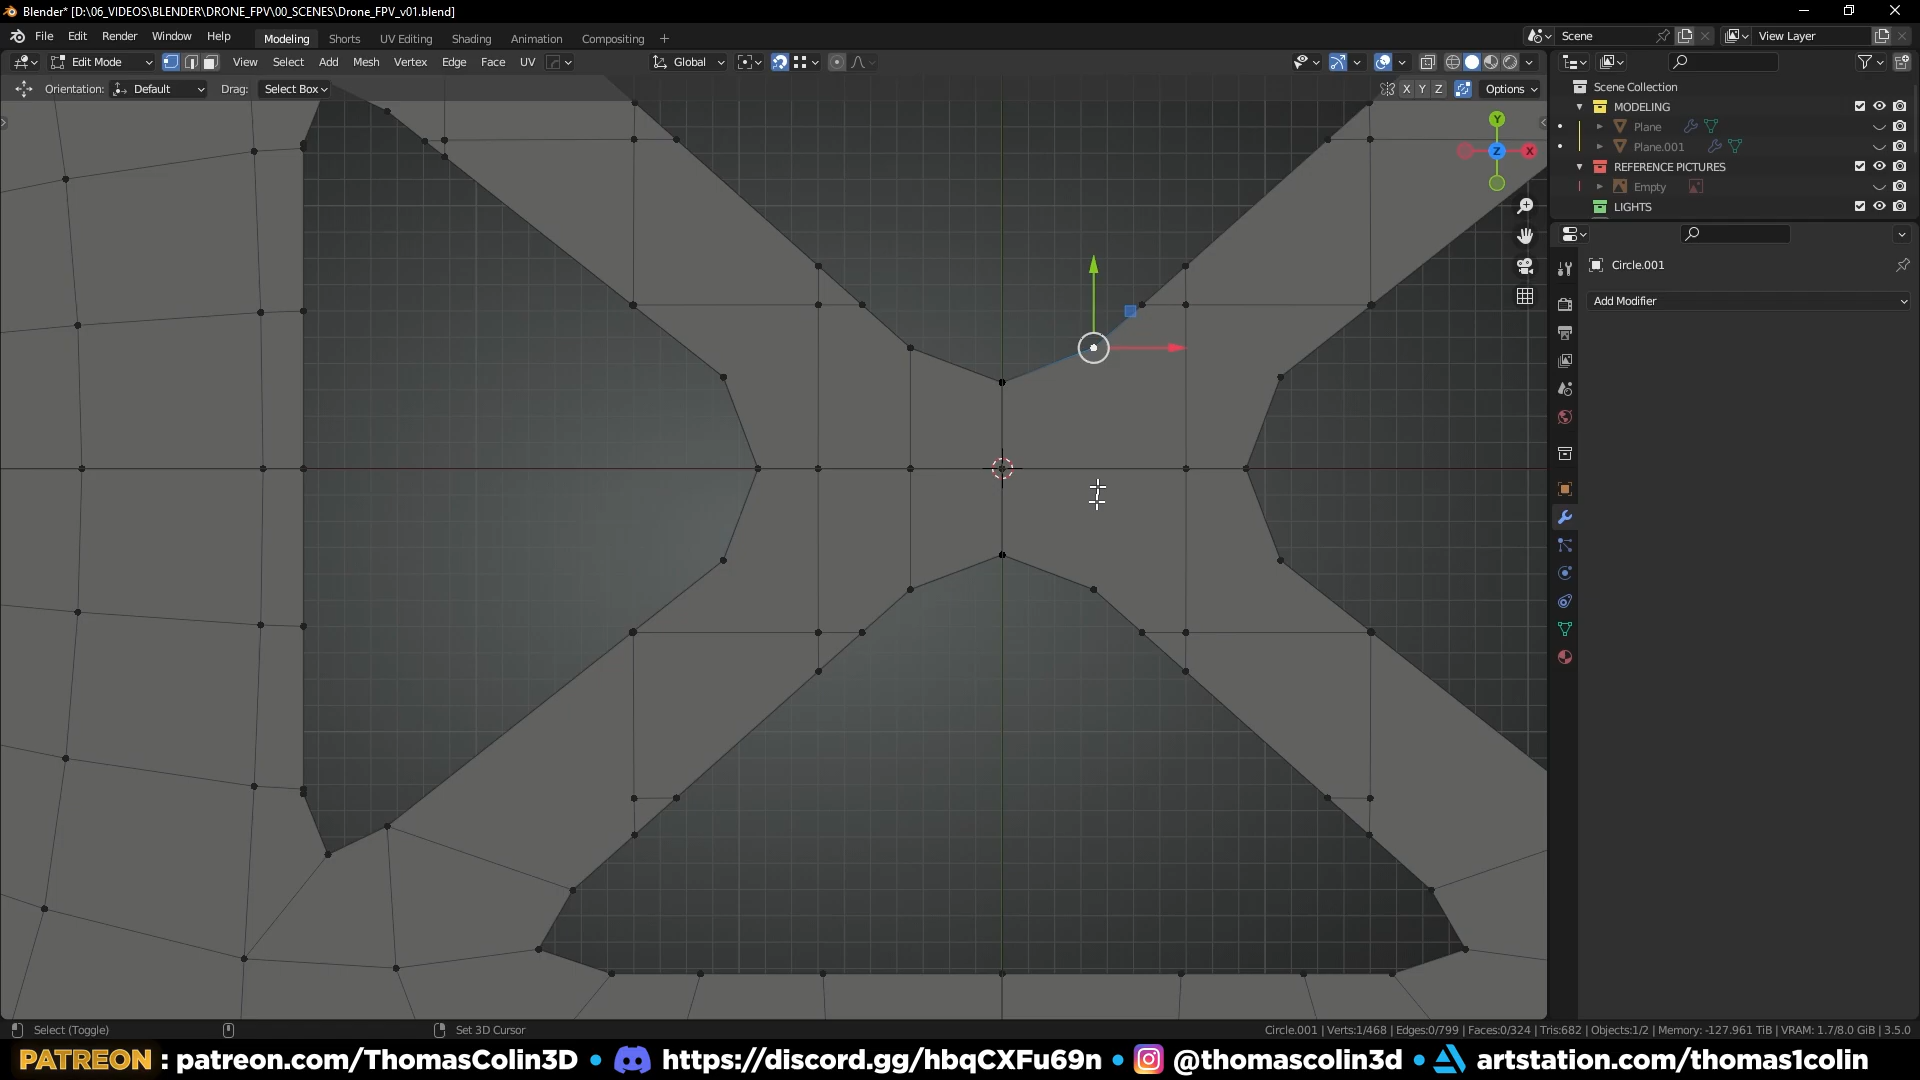 Blender* [D:\06_VIDEOS\BLENDER\DRONE_FPV\00_SCENES\Drone_FPV_v01.blend]
File Edit Render Window Help Modeling Shorts UV Editing Shading Animation Compositing + Scene View Layer
Edit Mode View Select Add Mesh Vertex Edge Face UV Global
Orientation: Default Drag: Select Box X Y Z Options
Scene Collection
MODELING
Plane
Plane.001
REFERENCE PICTURES
Empty
LIGHTS
Y
Z X
Circle.001
Add Modifier
Select (Toggle) Set 3D Cursor Circle.001 | Verts:1/468 | Edges:0/799 | Faces:0/324 | Tris:682 | Objects:1/2 | Memory: -127.961 TiB | VRAM: 1.7/8.0 GiB | 3.5.0
PATREON : patreon.com/ThomasColin3D • https://discord.gg/hbqCXFu69n • @thomascolin3d • artstation.com/thomas1colin